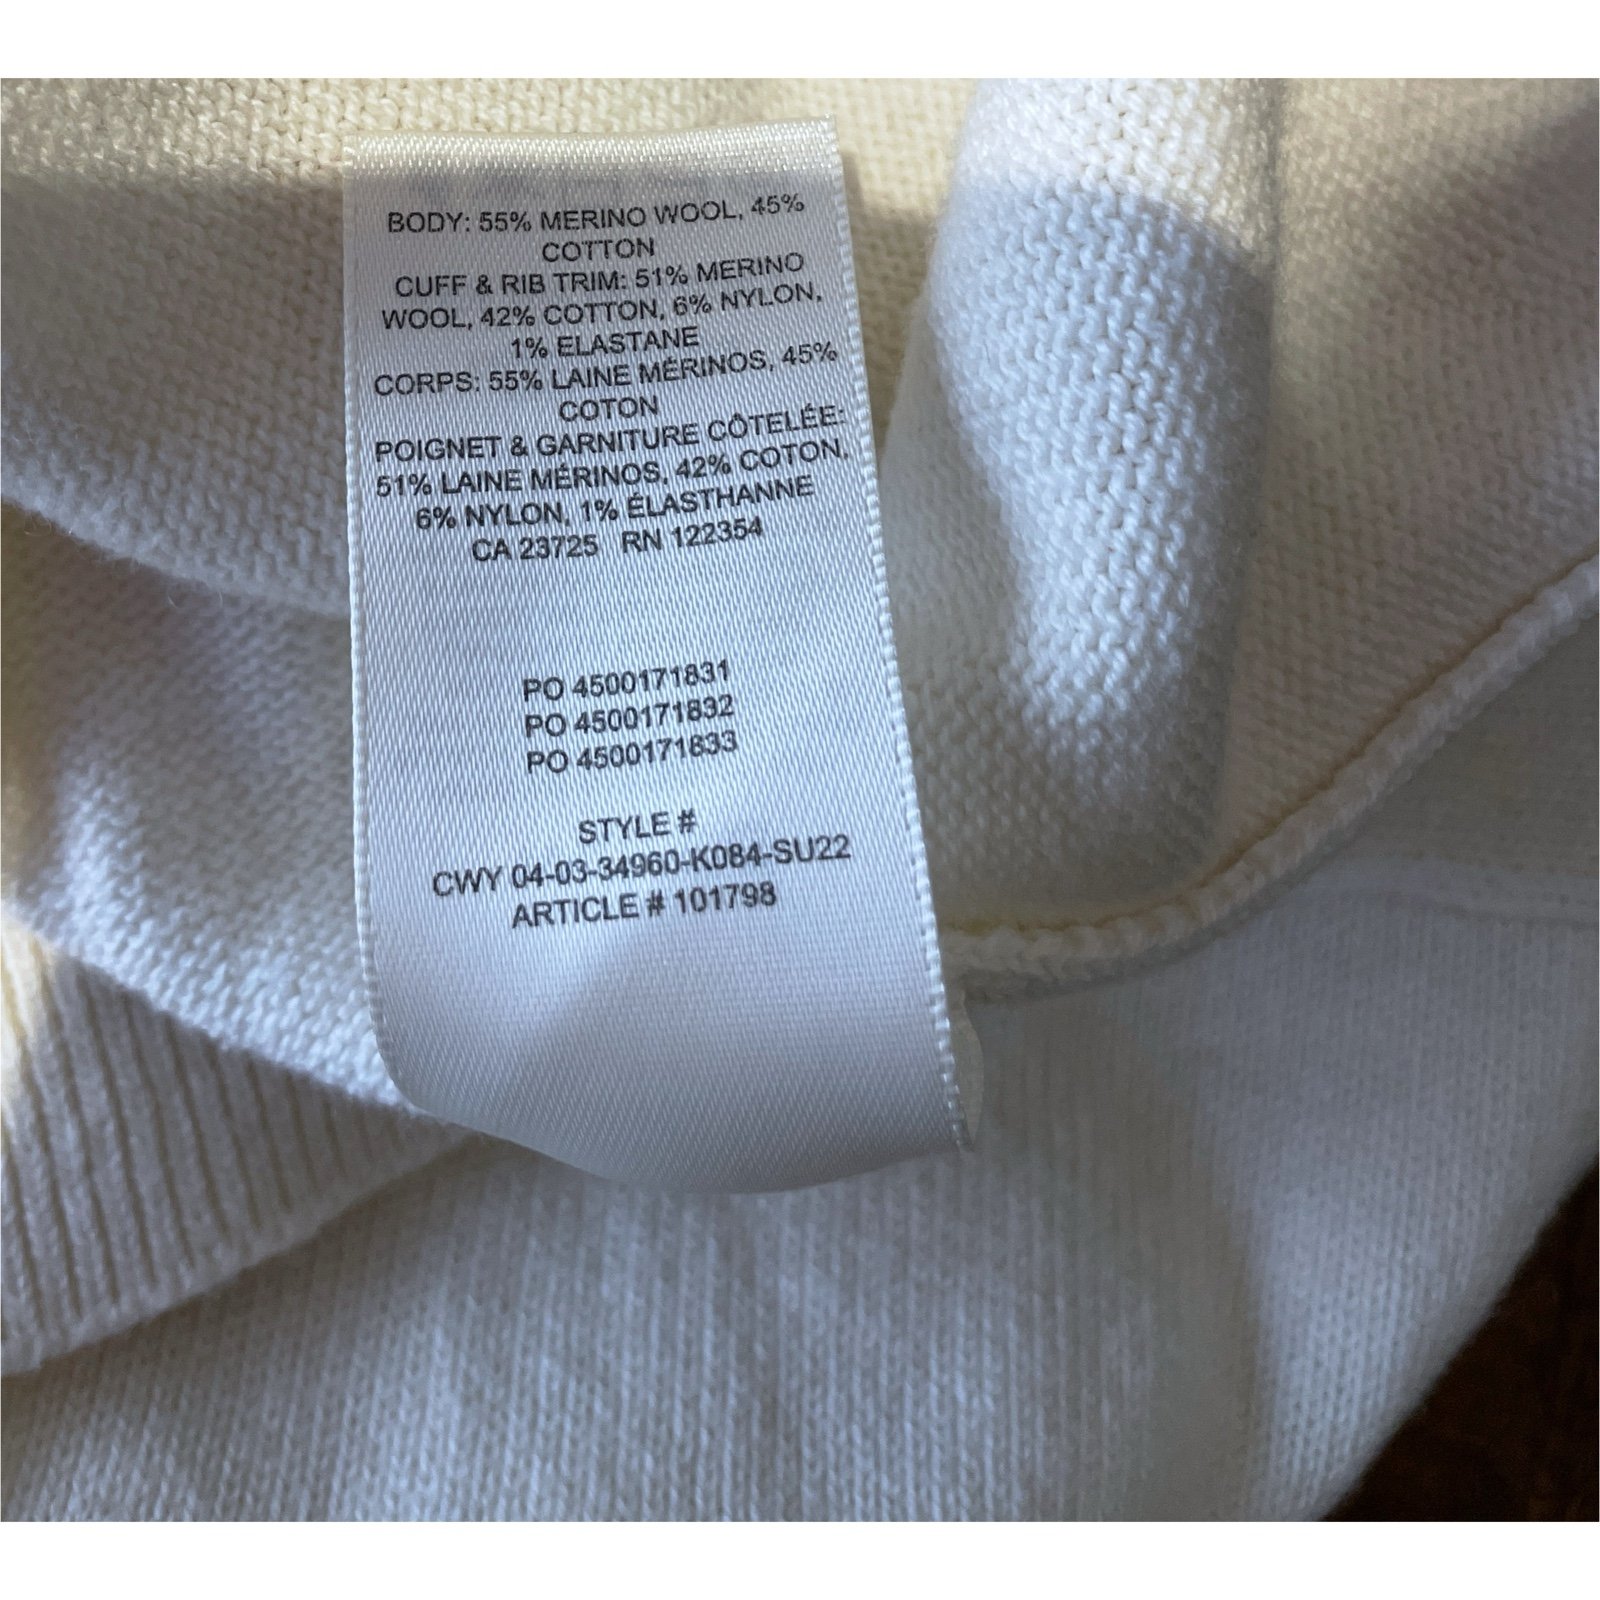 BODY: 55% MERINO WOOL, 45%
COTTON
CUFF & RIB TRIM: 51% MERINO
WOOL, 42% COTTON, 6% NYLON,
1% ELASTANE
CORPS: 55% LAINE MÉRINOS, 45%
COTON
POIGNET & GARNITURE CÔTELÉE:
51% LAINE MÉRINOS, 42% COTON,
6% NYLON, 1% ÉLASTHANNE
CA 23725 RN 122354
PO 4500171831
PO 4500171832
PO 4500171833
STYLE #
CWY 04-03-34960-K084-SU22
ARTICLE # 101798